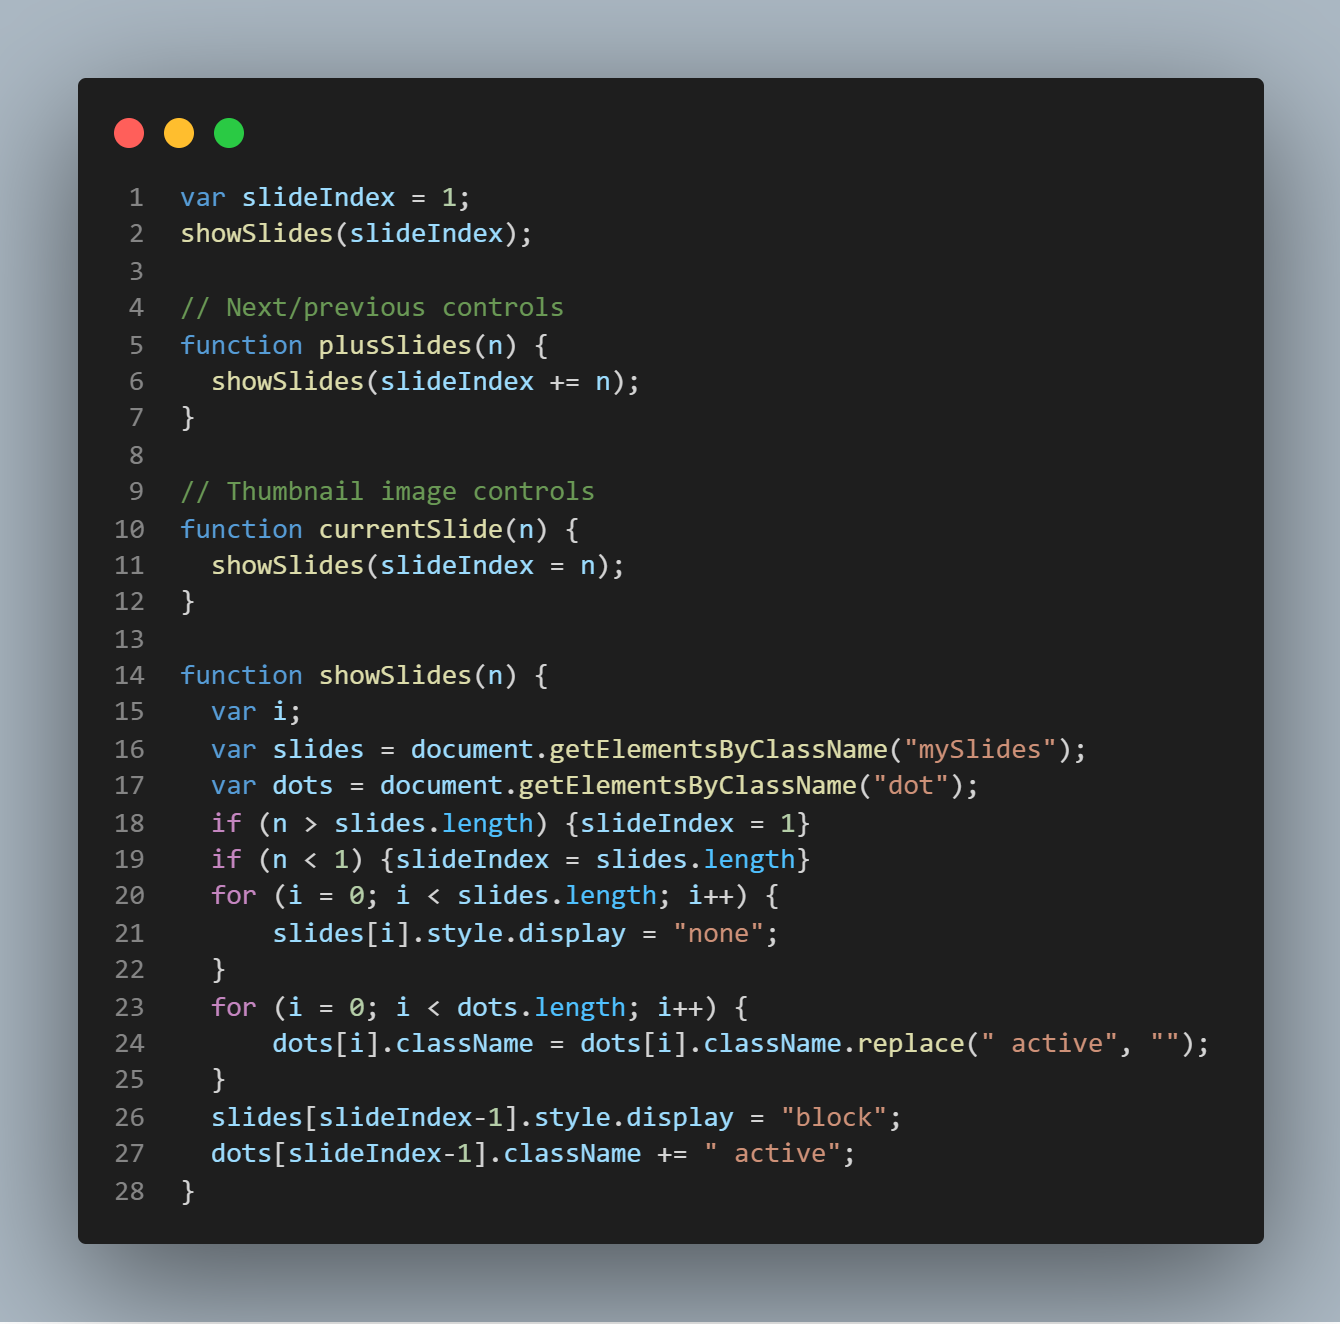 1 var slideIndex = 1;
2 showSlides(slideIndex);
3
4 // Next/previous controls
5 function plusSlides(n) {
6   showSlides(slideIndex += n);
7 }
8
9 // Thumbnail image controls
10 function currentSlide(n) {
11   showSlides(slideIndex = n);
12 }
13
14 function showSlides(n) {
15   var i;
16   var slides = document.getElementsByClassName("mySlides");
17   var dots = document.getElementsByClassName("dot");
18   if (n > slides.length) {slideIndex = 1}
19   if (n < 1) {slideIndex = slides.length}
20   for (i = 0; i < slides.length; i++) {
21       slides[i].style.display = "none";
22   }
23   for (i = 0; i < dots.length; i++) {
24       dots[i].className = dots[i].className.replace(" active", "");
25   }
26   slides[slideIndex-1].style.display = "block";
27   dots[slideIndex-1].className += " active";
28 }